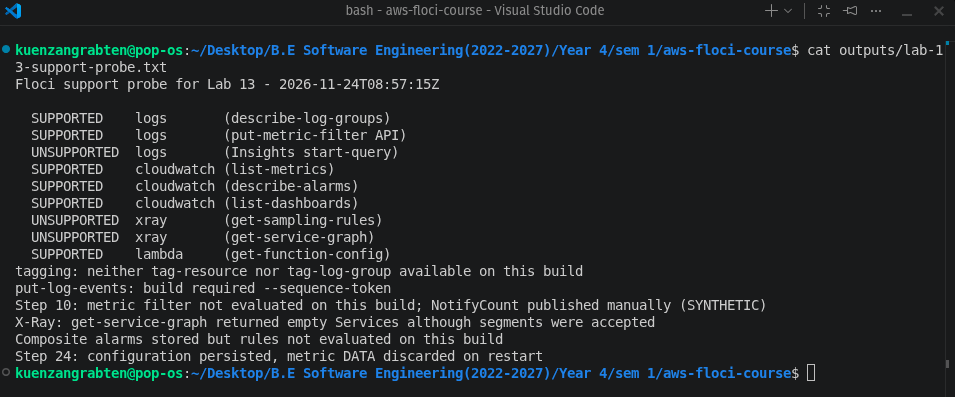 bash - aws-floci-course - Visual Studio Code
kuenzangrabten@pop-os:~/Desktop/B.E Software Engineering(2022-2027)/Year 4/sem 1/aws-floci-course$ cat outputs/lab-1
3-support-probe.txt
Floci support probe for Lab 13 - 2026-11-24T08:57:15Z
SUPPORTED logs (describe-log-groups)
SUPPORTED logs (put-metric-filter API)
UNSUPPORTED logs (Insights start-query)
SUPPORTED cloudwatch (list-metrics)
SUPPORTED cloudwatch (describe-alarms)
SUPPORTED cloudwatch (list-dashboards)
UNSUPPORTED xray (get-sampling-rules)
UNSUPPORTED xray (get-service-graph)
SUPPORTED lambda (get-function-config)
tagging: neither tag-resource nor tag-log-group available on this build
put-log-events: build required --sequence-token
Step 10: metric filter not evaluated on this build; NotifyCount published manually (SYNTHETIC)
X-Ray: get-service-graph returned empty Services although segments were accepted
Composite alarms stored but rules not evaluated on this build
Step 24: configuration persisted, metric DATA discarded on restart
kuenzangrabten@pop-os:~/Desktop/B.E Software Engineering(2022-2027)/Year 4/sem 1/aws-floci-course$